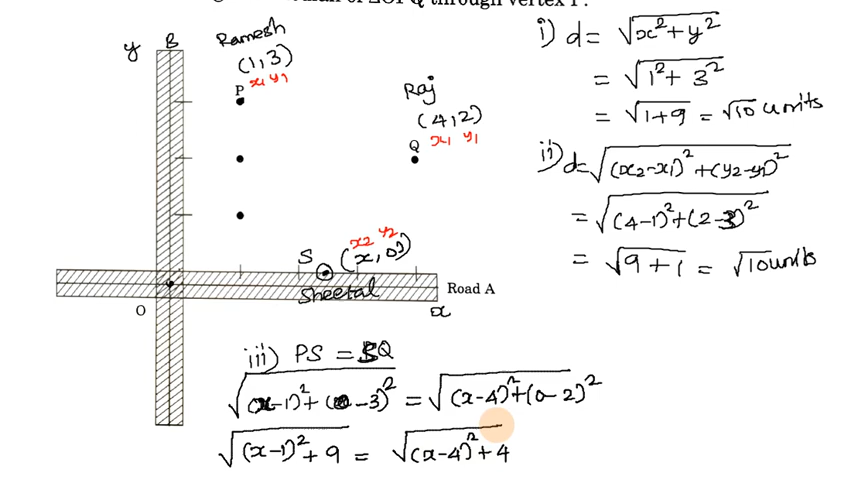 through vertex P.
y B
Ramesh
(1,3)
P x₁ y₁
Raj
(4,2)
x₁ y₁
Q
S
x₂ y₂
(x,0)
Sheetal
Road A
O
x
i) d = √x² + y²
= √1² + 3²
= √1+9 = √10 units
ii) d = √(x₂-x₁)² + (y₂-y₁)²
= √(4-1)² + (2-3)²
= √9+1 = √10 units
iii) PS = SQ
√(x-1)² + (0-3)² = √(x-4)² + (0-2)²
√(x-1)² + 9 = √(x-4)² + 4